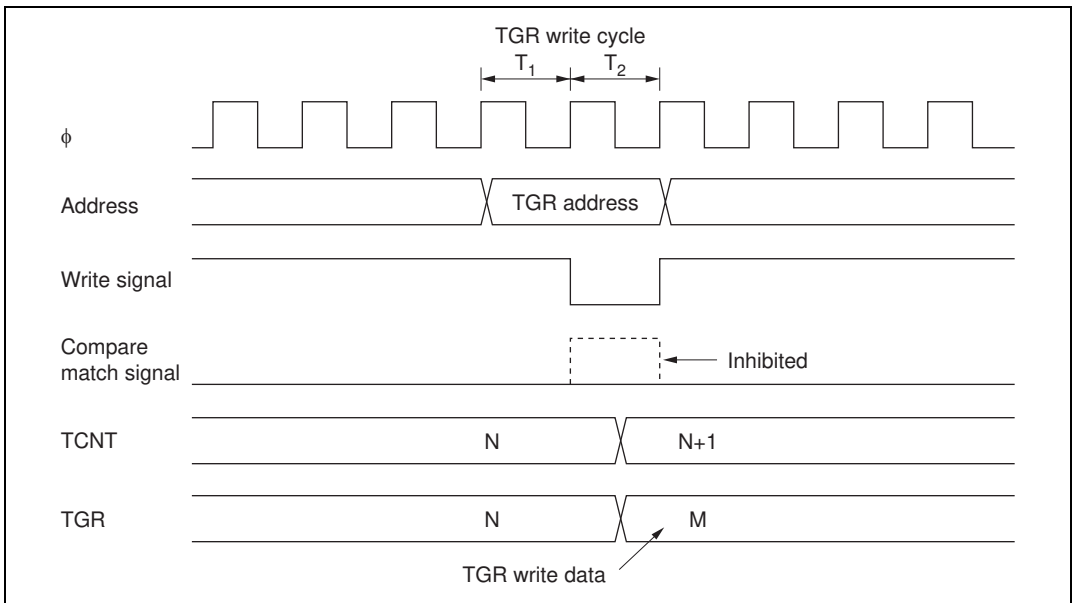 TGR write cycle
T1 T2
ϕ
Address
TGR address
Write signal
Compare
match signal
Inhibited
TCNT
N
N+1
TGR
N
M
TGR write data